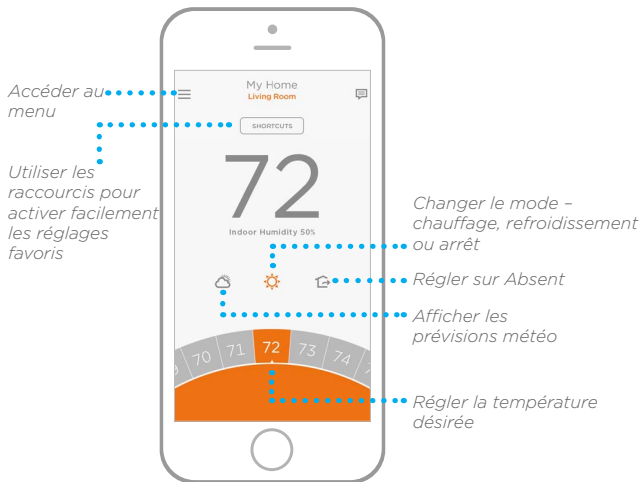 Accéder au
menu
Utiliser les
raccourcis pour
activer facilement
les réglages
favoris
My Home
Living Room
SHORTCUTS
72
Indoor Humidity 50%
70 71 72 73 74
Changer le mode –
chauffage, refroidissement
ou arrêt
Régler sur Absent
Afficher les
prévisions météo
Régler la température
désirée